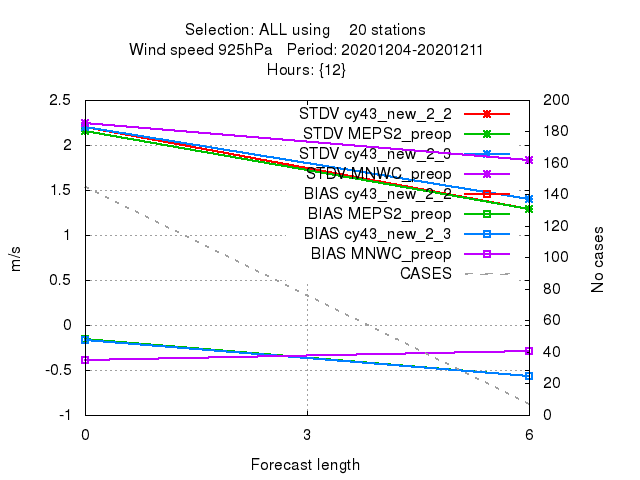 Selection: ALL using 20 stations
Wind speed 925hPa Period: 20201204-20201211
Hours: {12}
2.5
2
1.5
1
0.5
0
-0.5
-1
m/s
STDV cy43_new_2_2
STDV MEPS2_preop
STDV cy43_new_2_3
STDV MNWC_preop
BIAS cy43_new_2_2
BIAS MEPS2_preop
BIAS cy43_new_2_3
BIAS MNWC_preop
CASES
200
180
160
140
120
100
80
60
40
20
0
No cases
0 3 6
Forecast length